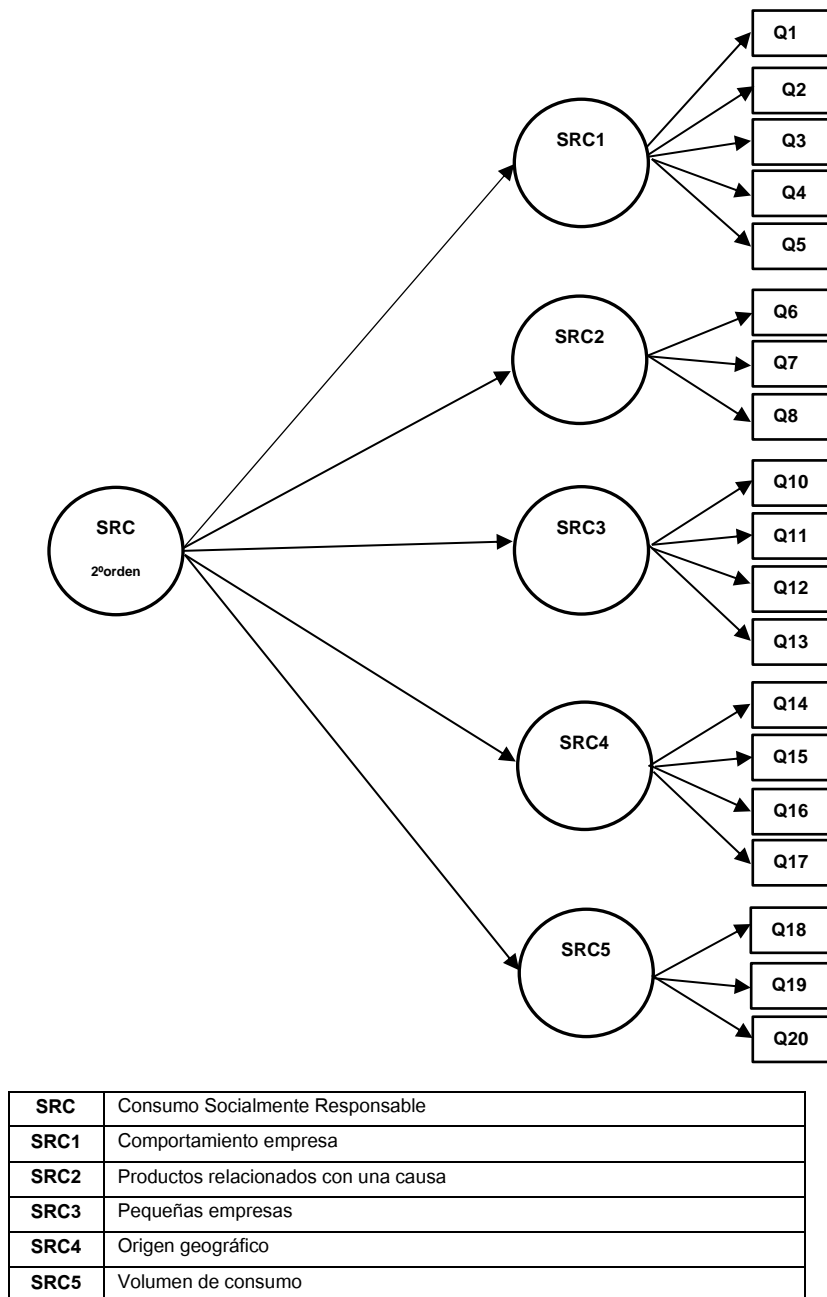 Q1
Q2
SRC1
Q3
Q4
Q5
Q6
SRC2
Q7
Q8
Q10
SRC
SRC3
Q11
2ºorden
Q12
Q13
Q14
SRC4
Q15
Q16
Q17
Q18
SRC5
Q19
Q20
SRC Consumo Socialmente Responsable
SRC1 Comportamiento empresa
SRC2 Productos relacionados con una causa
SRC3 Pequeñas empresas
SRC4 Origen geográfico
SRC5 Volumen de consumo